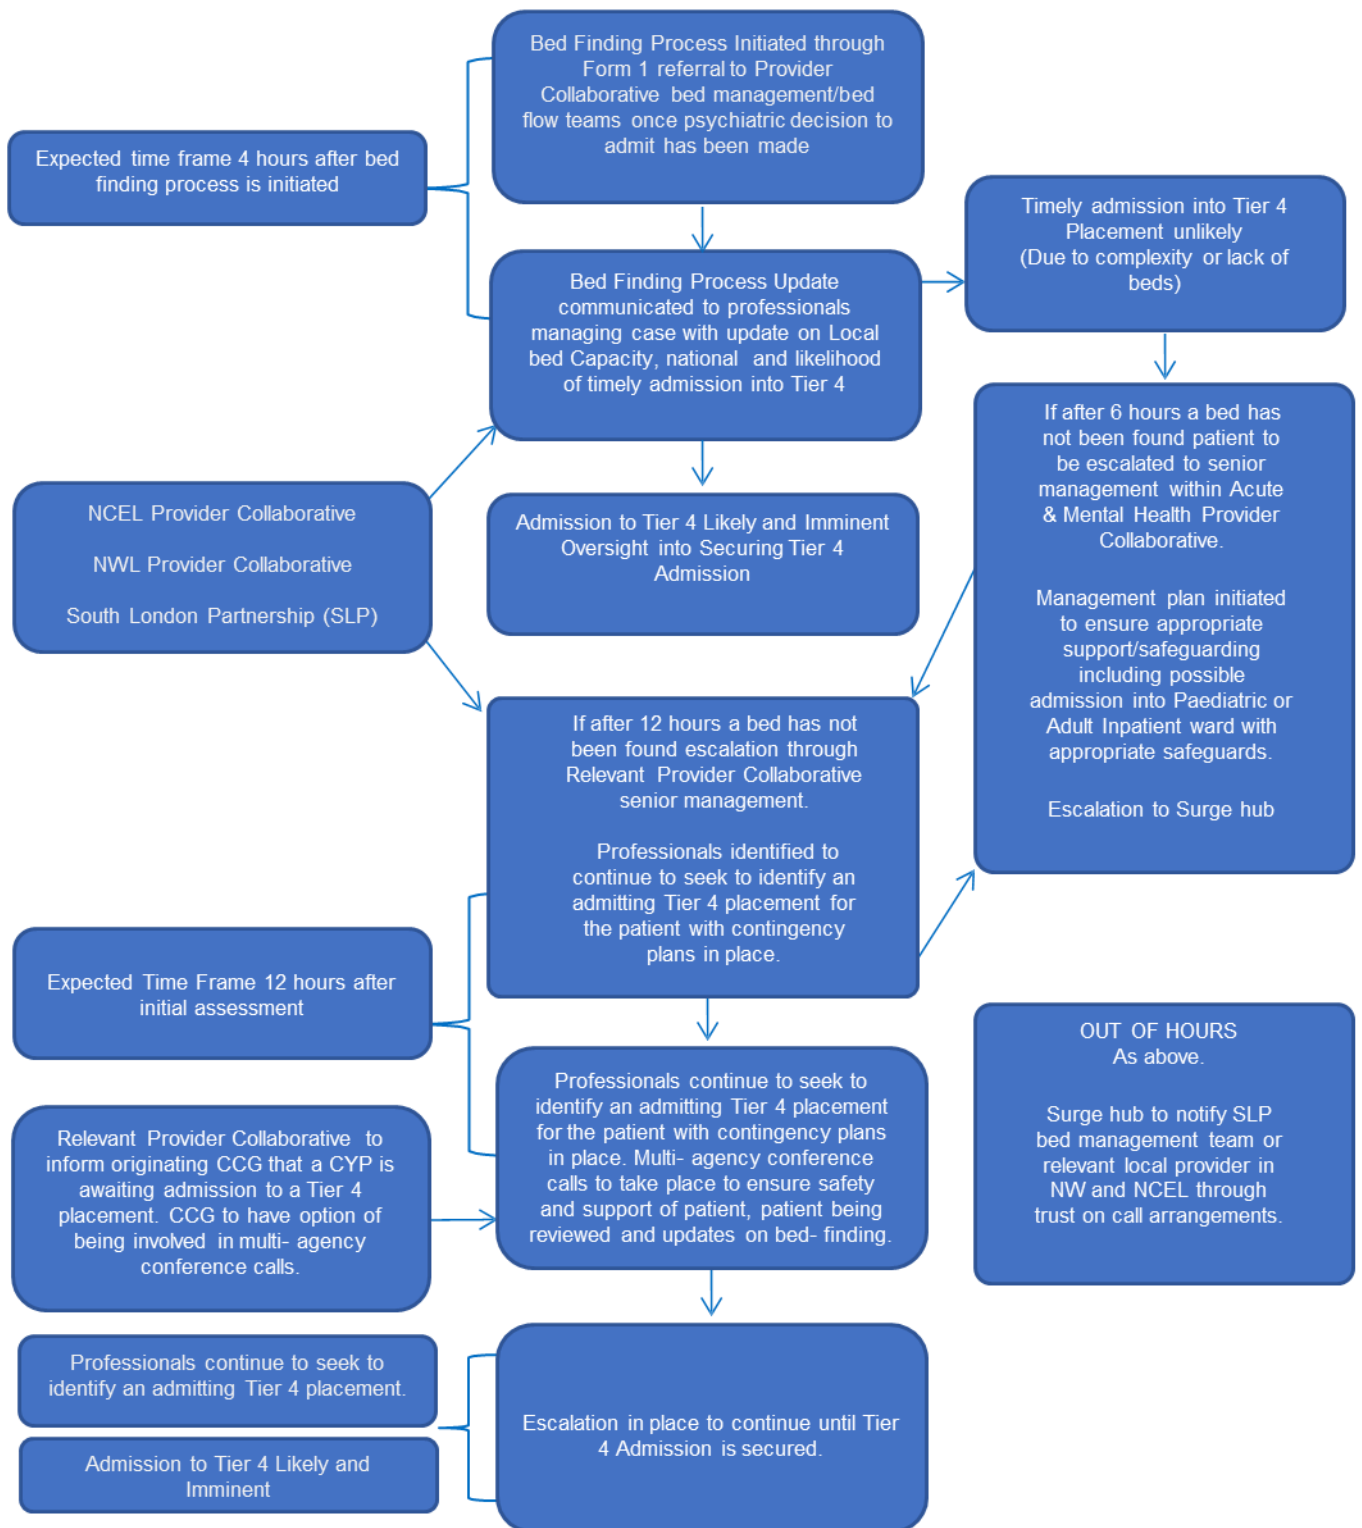 Bed Finding Process Initiated through
Form 1 referral to Provider
Collaborative bed management/bed
flow teams once psychiatric decision to
admit has been made
Expected time frame 4 hours after bed
finding process is initiated
Timely admission into Tier 4
Placement unlikely
(Due to complexity or lack of
beds)
Bed Finding Process Update
communicated to professionals
managing case with update on Local
bed Capacity, national and likelihood
of timely admission into Tier 4
If after 6 hours a bed has
not been found patient to
be escalated to senior
management within Acute
& Mental Health Provider
Collaborative.
Management plan initiated
to ensure appropriate
support/safeguarding
including possible
admission into Paediatric or
Adult Inpatient ward with
appropriate safeguards.
Escalation to Surge hub
NCEL Provider Collaborative
NWL Provider Collaborative
South London Partnership (SLP)
Admission to Tier 4 Likely and Imminent
Oversight into Securing Tier 4
Admission
If after 12 hours a bed has not
been found escalation through
Relevant Provider Collaborative
senior management.
Professionals identified to
continue to seek to identify an
admitting Tier 4 placement for
the patient with contingency
plans in place.
Expected Time Frame 12 hours after
initial assessment
OUT OF HOURS
As above.
Surge hub to notify SLP
bed management team or
relevant local provider in
NW and NCEL through
trust on call arrangements.
Professionals continue to seek to
identify an admitting Tier 4 placement
for the patient with contingency plans
in place. Multi- agency conference
calls to take place to ensure safety
and support of patient, patient being
reviewed and updates on bed- finding.
Relevant Provider Collaborative to
inform originating CCG that a CYP is
awaiting admission to a Tier 4
placement. CCG to have option of
being involved in multi- agency
conference calls.
Professionals continue to seek to
identify an admitting Tier 4 placement.
Admission to Tier 4 Likely and
Imminent
Escalation in place to continue until Tier
4 Admission is secured.